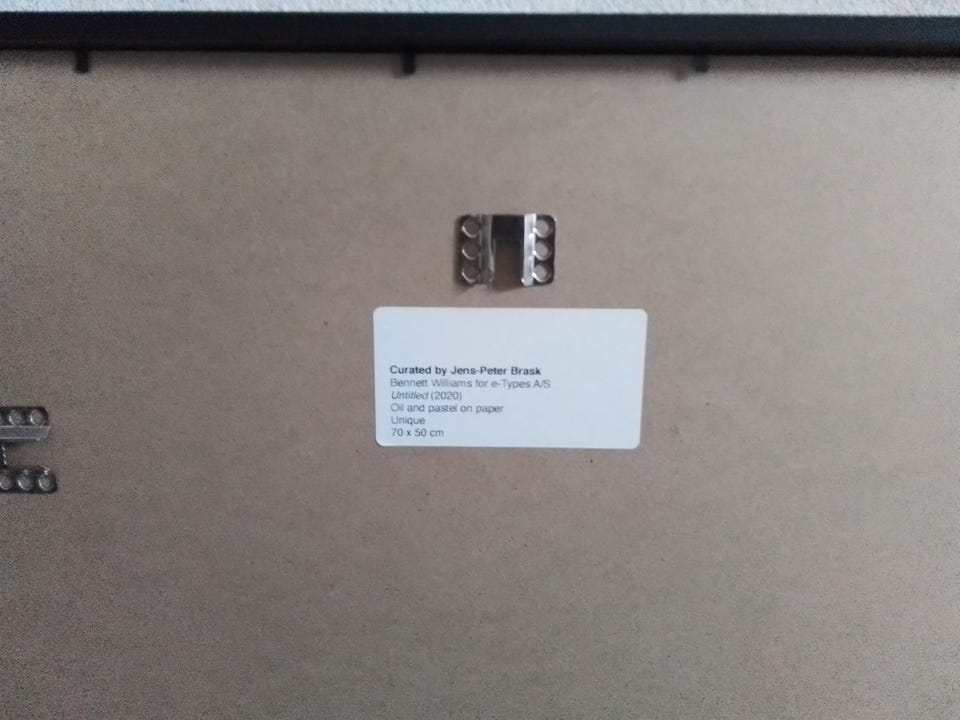 Curated by Jens-Peter Brask
Bennett Williams for e-Types A/S
Untitled (2020)
Oil and pastel on paper
Unique
70 x 50 cm